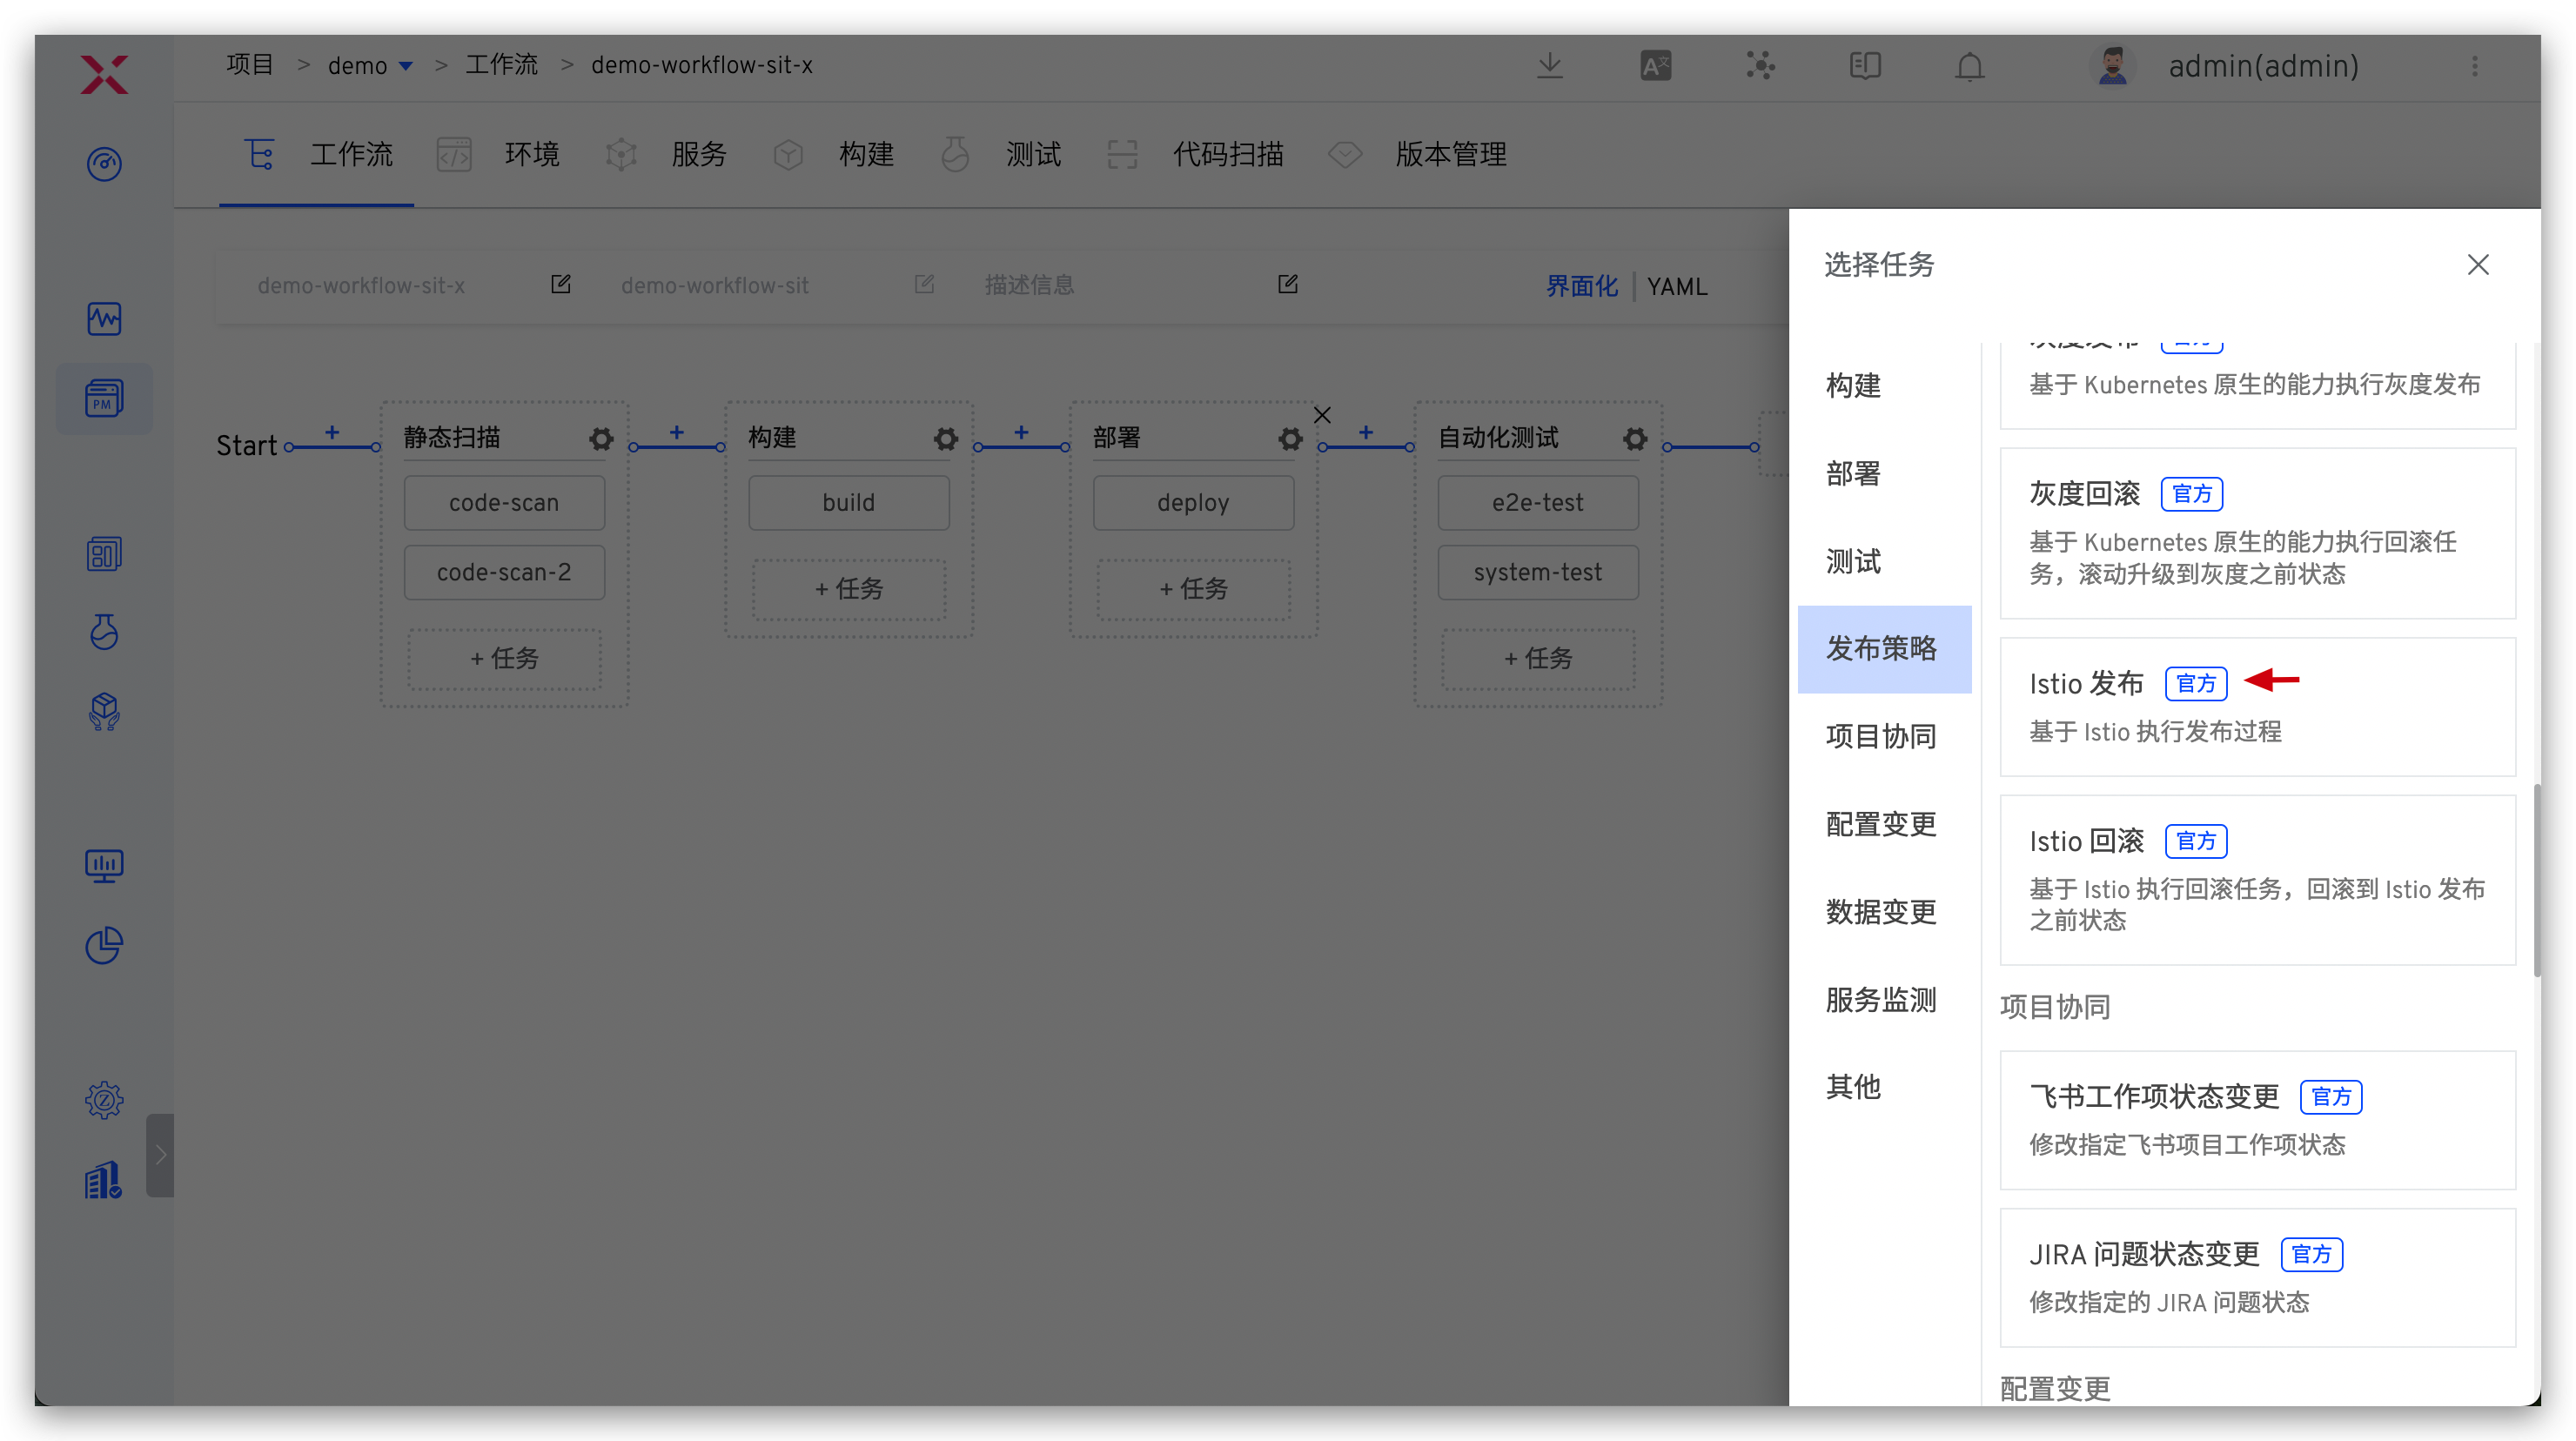 项目 > demo > 工作流 > demo-workflow-sit-x
admin(admin)
工作流 环境 服务 构建 测试 代码扫描 版本管理
demo-workflow-sit-x demo-workflow-sit 描述信息 界面化 YAML
PM
Start
静态扫描
code-scan
code-scan-2
+ 任务
构建
build
+ 任务
部署
deploy
+ 任务
自动化测试
e2e-test
system-test
+ 任务
选择任务
构建
部署
测试
发布策略
项目协同
配置变更
数据变更
服务监测
其他
灰度发布 官方
基于 Kubernetes 原生的能力执行灰度发布
灰度回滚 官方
基于 Kubernetes 原生的能力执行回滚任
务，滚动升级到灰度之前状态
Istio 发布 官方
基于 Istio 执行发布过程
Istio 回滚 官方
基于 Istio 执行回滚任务，回滚到 Istio 发布
之前状态
项目协同
飞书工作项状态变更 官方
修改指定飞书项目工作项状态
JIRA 问题状态变更 官方
修改指定的 JIRA 问题状态
配置变更